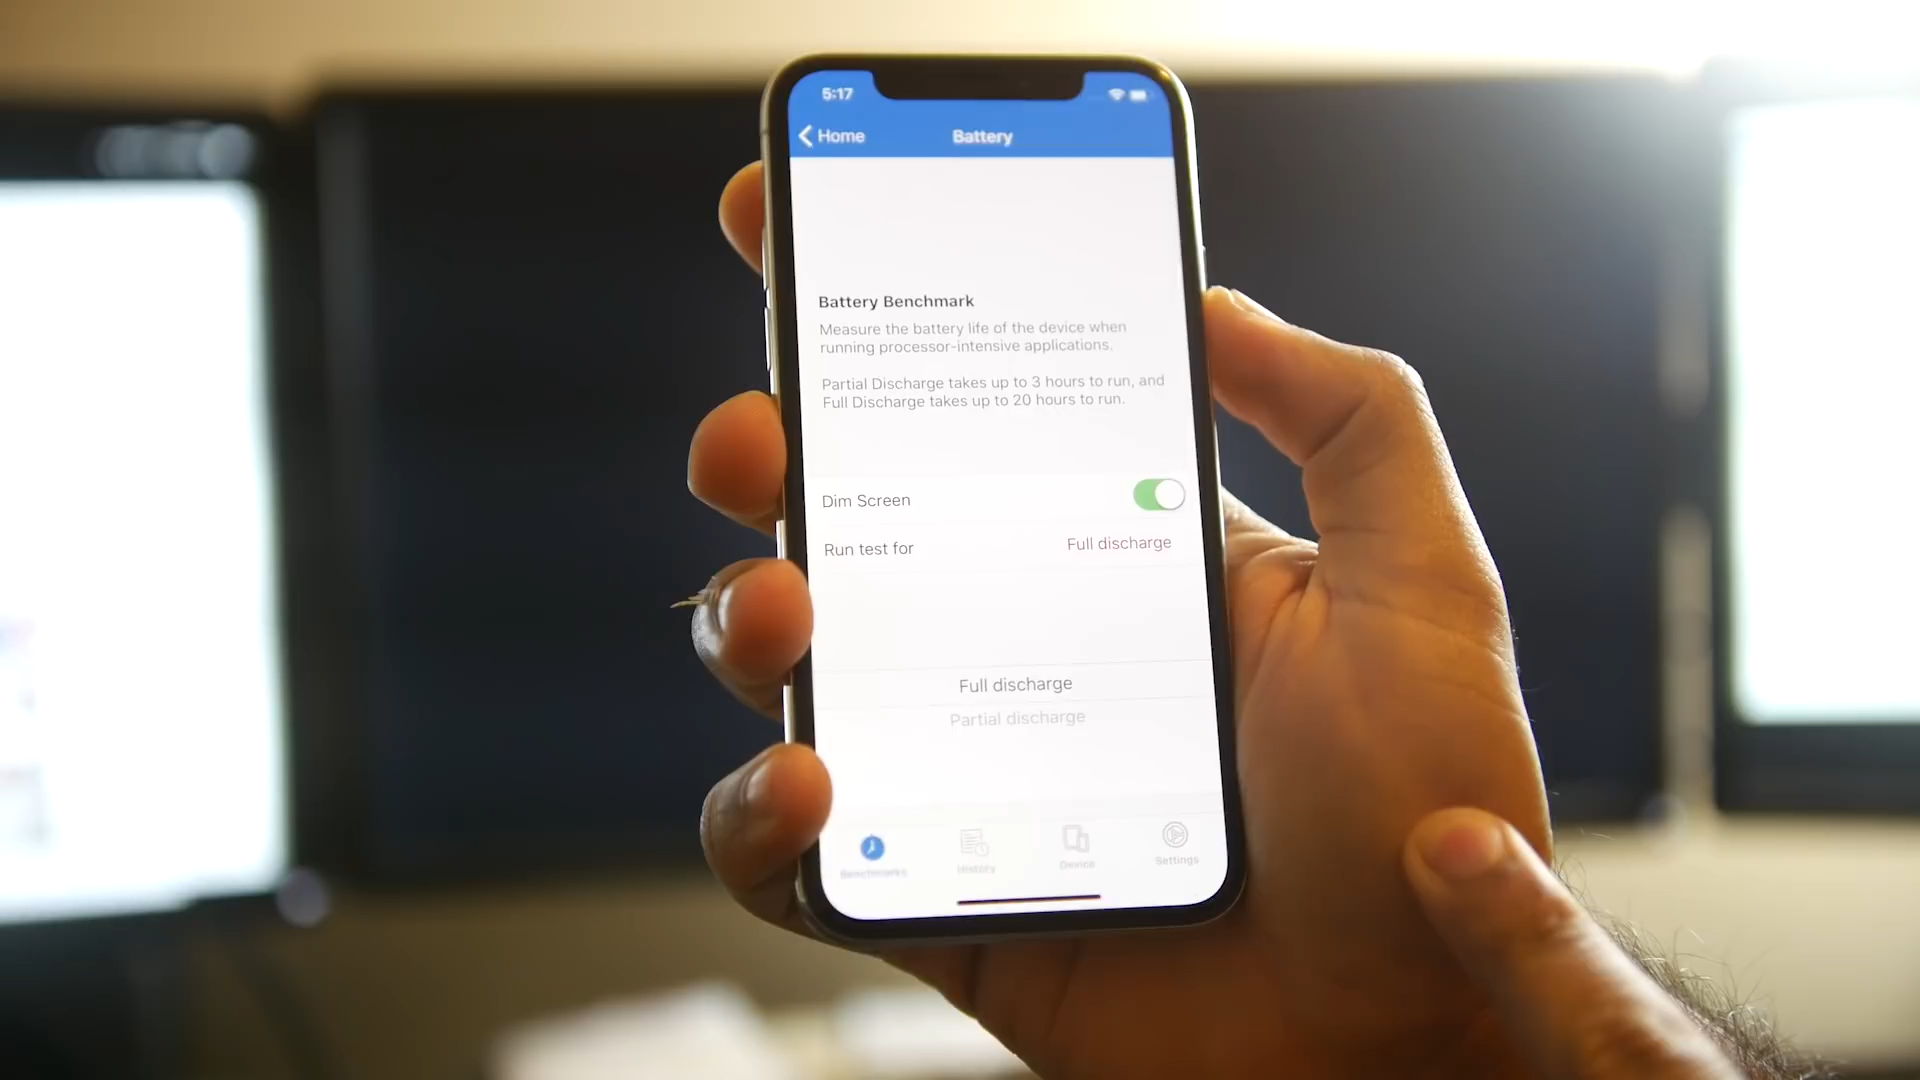 5:17
Home
Battery
Battery Benchmark
Measure the battery life of the device when
running processor-intensive applications.
Partial Discharge takes up to 3 hours to run, and
Full Discharge takes up to 20 hours to run.
Dim Screen
Run test for
Full discharge
Full discharge
Partial discharge
Benchmarks
History
Device
Settings